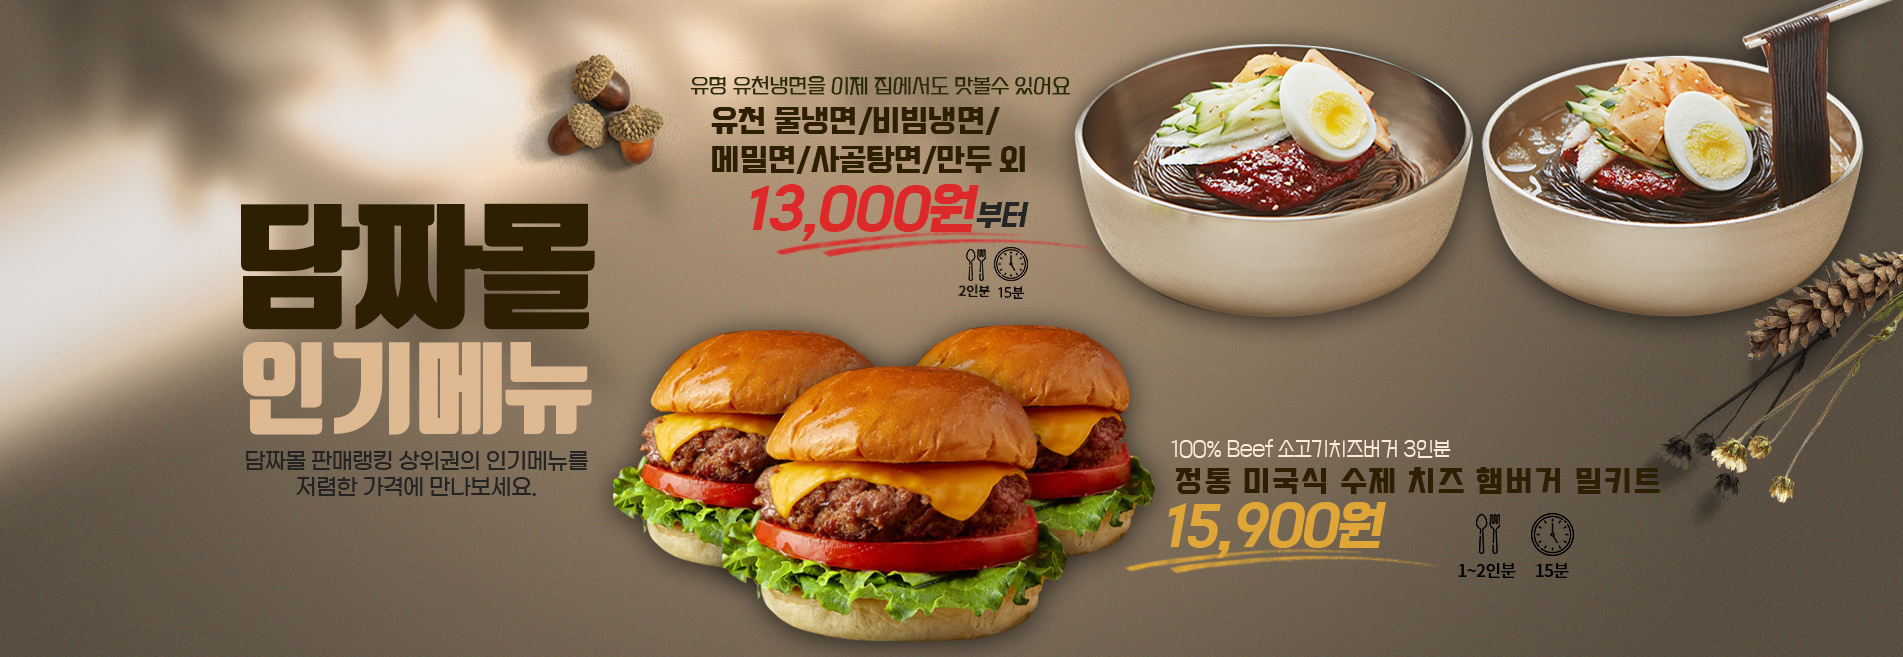 담짜몰
인기메뉴
담짜몰 판매랭킹 상위권의 인기메뉴를
저렴한 가격에 만나보세요.
유명 유천냉면을 이제 집에서도 맛볼수 있어요
유천 물냉면/비빔냉면/
메밀면/사골탕면/만두 외
13,000원부터
2인분 15분
100% Beef 소고기치즈버거 3인분
정통 미국식 수제 치즈 햄버거 밀키트
15,900원
1~2인분 15분